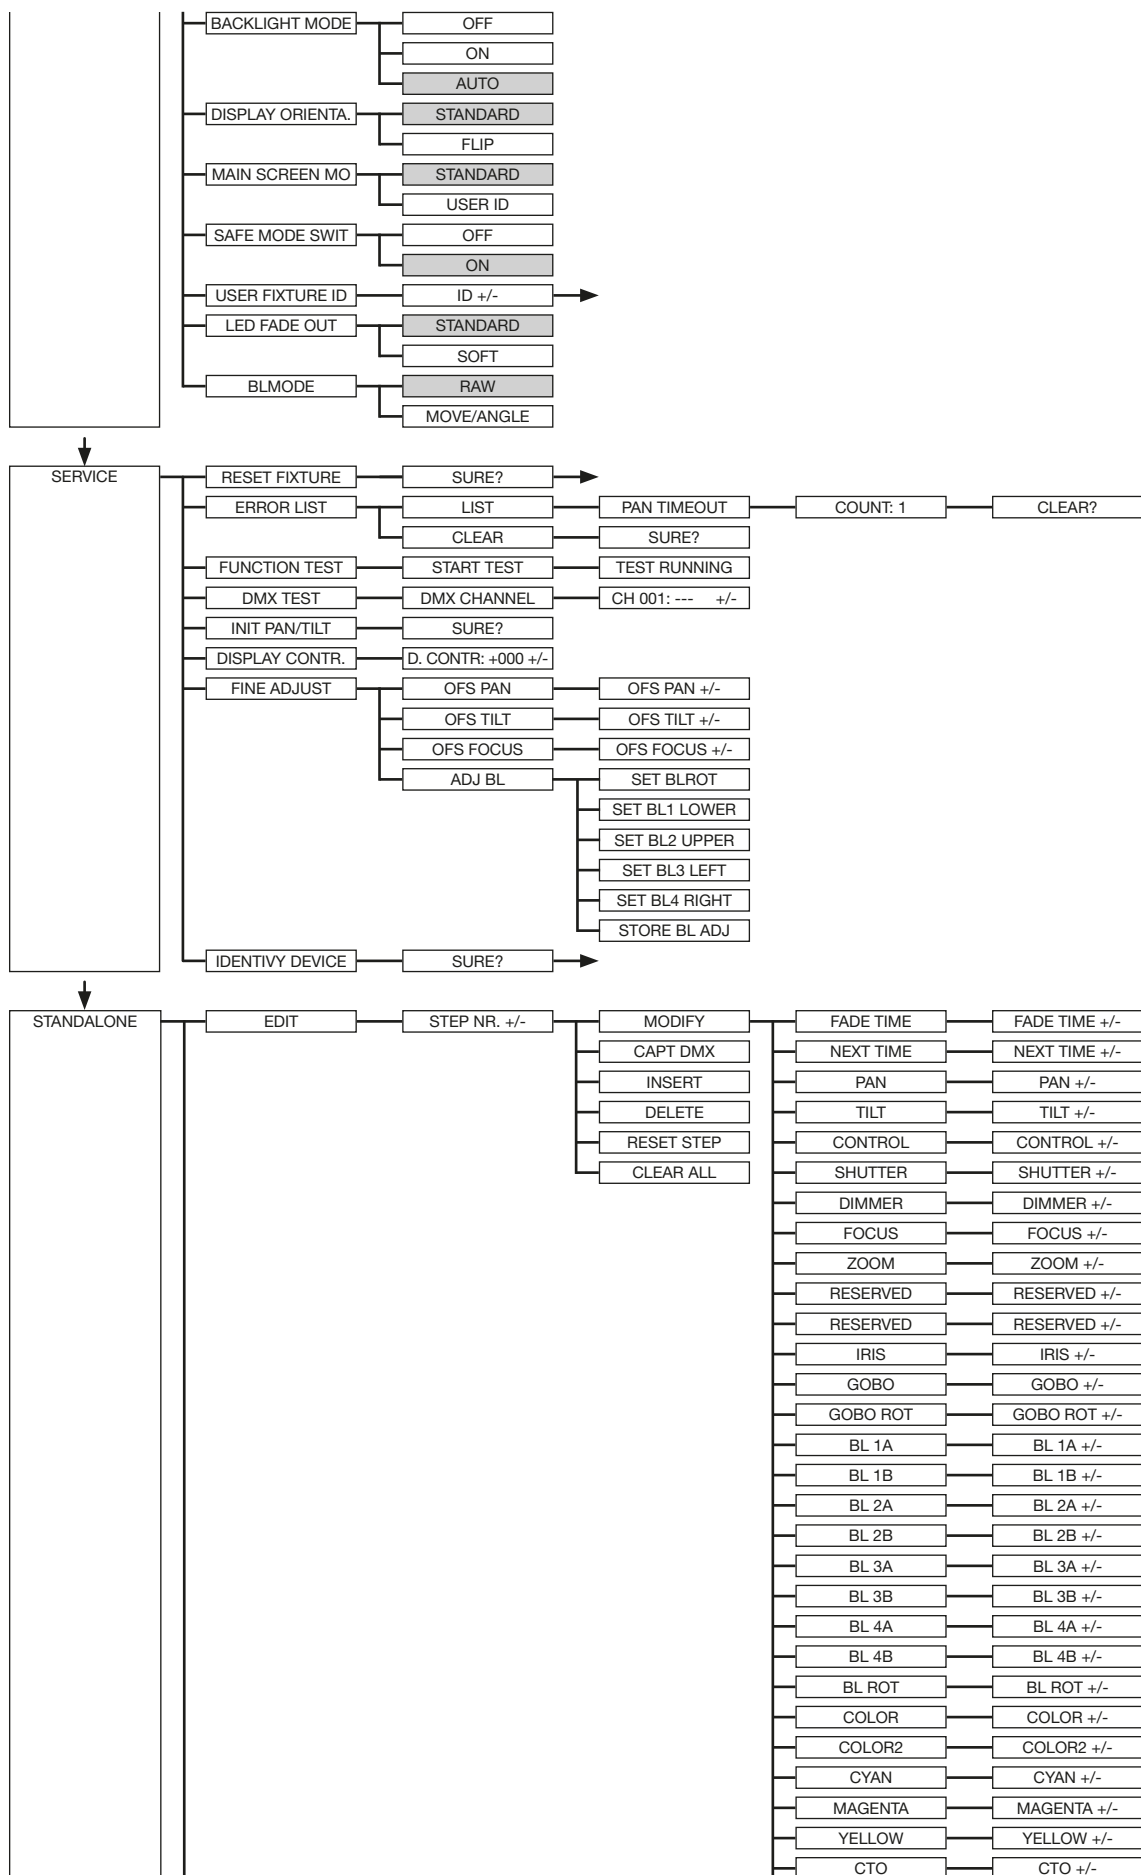 BACKLIGHT MODE OFF
ON
AUTO
DISPLAY ORIENTA. STANDARD
FLIP
MAIN SCREEN MO STANDARD
USER ID
SAFE MODE SWIT OFF
ON
USER FIXTURE ID ID +/-
LED FADE OUT STANDARD
SOFT
BLMODE RAW
MOVE/ANGLE
SERVICE RESET FIXTURE SURE?
ERROR LIST LIST PAN TIMEOUT COUNT: 1 CLEAR?
CLEAR SURE?
FUNCTION TEST START TEST TEST RUNNING
DMX TEST DMX CHANNEL CH 001: --- +/-
INIT PAN/TILT SURE?
DISPLAY CONTR. D. CONTR: +000 +/-
FINE ADJUST OFS PAN OFS PAN +/-
OFS TILT OFS TILT +/-
OFS FOCUS OFS FOCUS +/-
ADJ BL SET BLROT
SET BL1 LOWER
SET BL2 UPPER
SET BL3 LEFT
SET BL4 RIGHT
STORE BL ADJ
IDENTIVY DEVICE SURE?
STANDALONE EDIT STEP NR. +/- MODIFY FADE TIME FADE TIME +/-
CAPT DMX NEXT TIME NEXT TIME +/-
INSERT PAN PAN +/-
DELETE TILT TILT +/-
RESET STEP CONTROL CONTROL +/-
CLEAR ALL SHUTTER SHUTTER +/-
DIMMER DIMMER +/-
FOCUS FOCUS +/-
ZOOM ZOOM +/-
RESERVED RESERVED +/-
RESERVED RESERVED +/-
IRIS IRIS +/-
GOBO GOBO +/-
GOBO ROT GOBO ROT +/-
BL 1A BL 1A +/-
BL 1B BL 1B +/-
BL 2A BL 2A +/-
BL 2B BL 2B +/-
BL 3A BL 3A +/-
BL 3B BL 3B +/-
BL 4A BL 4A +/-
BL 4B BL 4B +/-
BL ROT BL ROT +/-
COLOR COLOR +/-
COLOR2 COLOR2 +/-
CYAN CYAN +/-
MAGENTA MAGENTA +/-
YELLOW YELLOW +/-
CTO CTO +/-